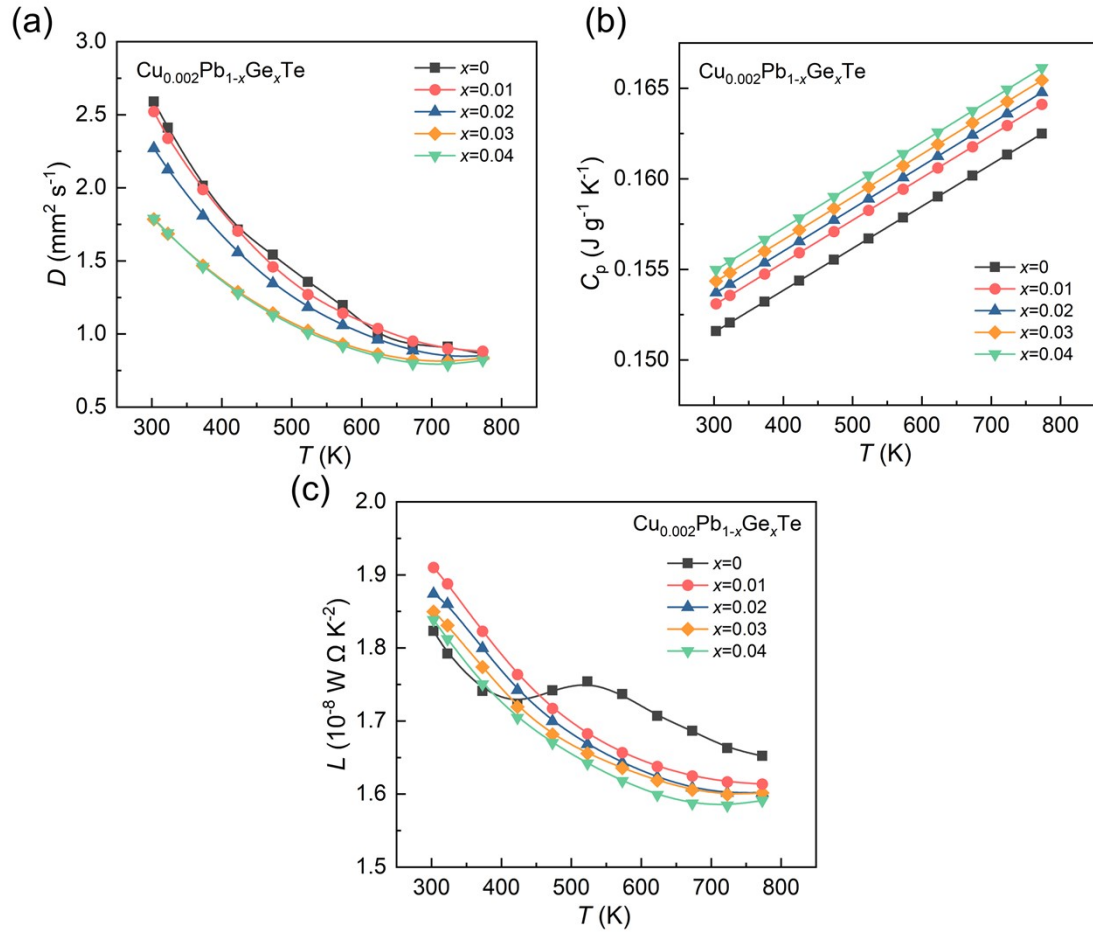 (a)
Cu0.002Pb1-xGexTe
x=0
x=0.01
x=0.02
x=0.03
x=0.04
3.0
2.5
2.0
1.5
1.0
0.5
D (mm2 s-1)
300 400 500 600 700 800
T (K)
(b)
Cu0.002Pb1-xGexTe
0.165
0.160
0.155
0.150
Cp (J g-1 K-1)
x=0
x=0.01
x=0.02
x=0.03
x=0.04
300 400 500 600 700 800
T (K)
(c)
Cu0.002Pb1-xGexTe
x=0
x=0.01
x=0.02
x=0.03
x=0.04
2.0
1.9
1.8
1.7
1.6
1.5
L (10-8 W Ω K-2)
300 400 500 600 700 800
T (K)